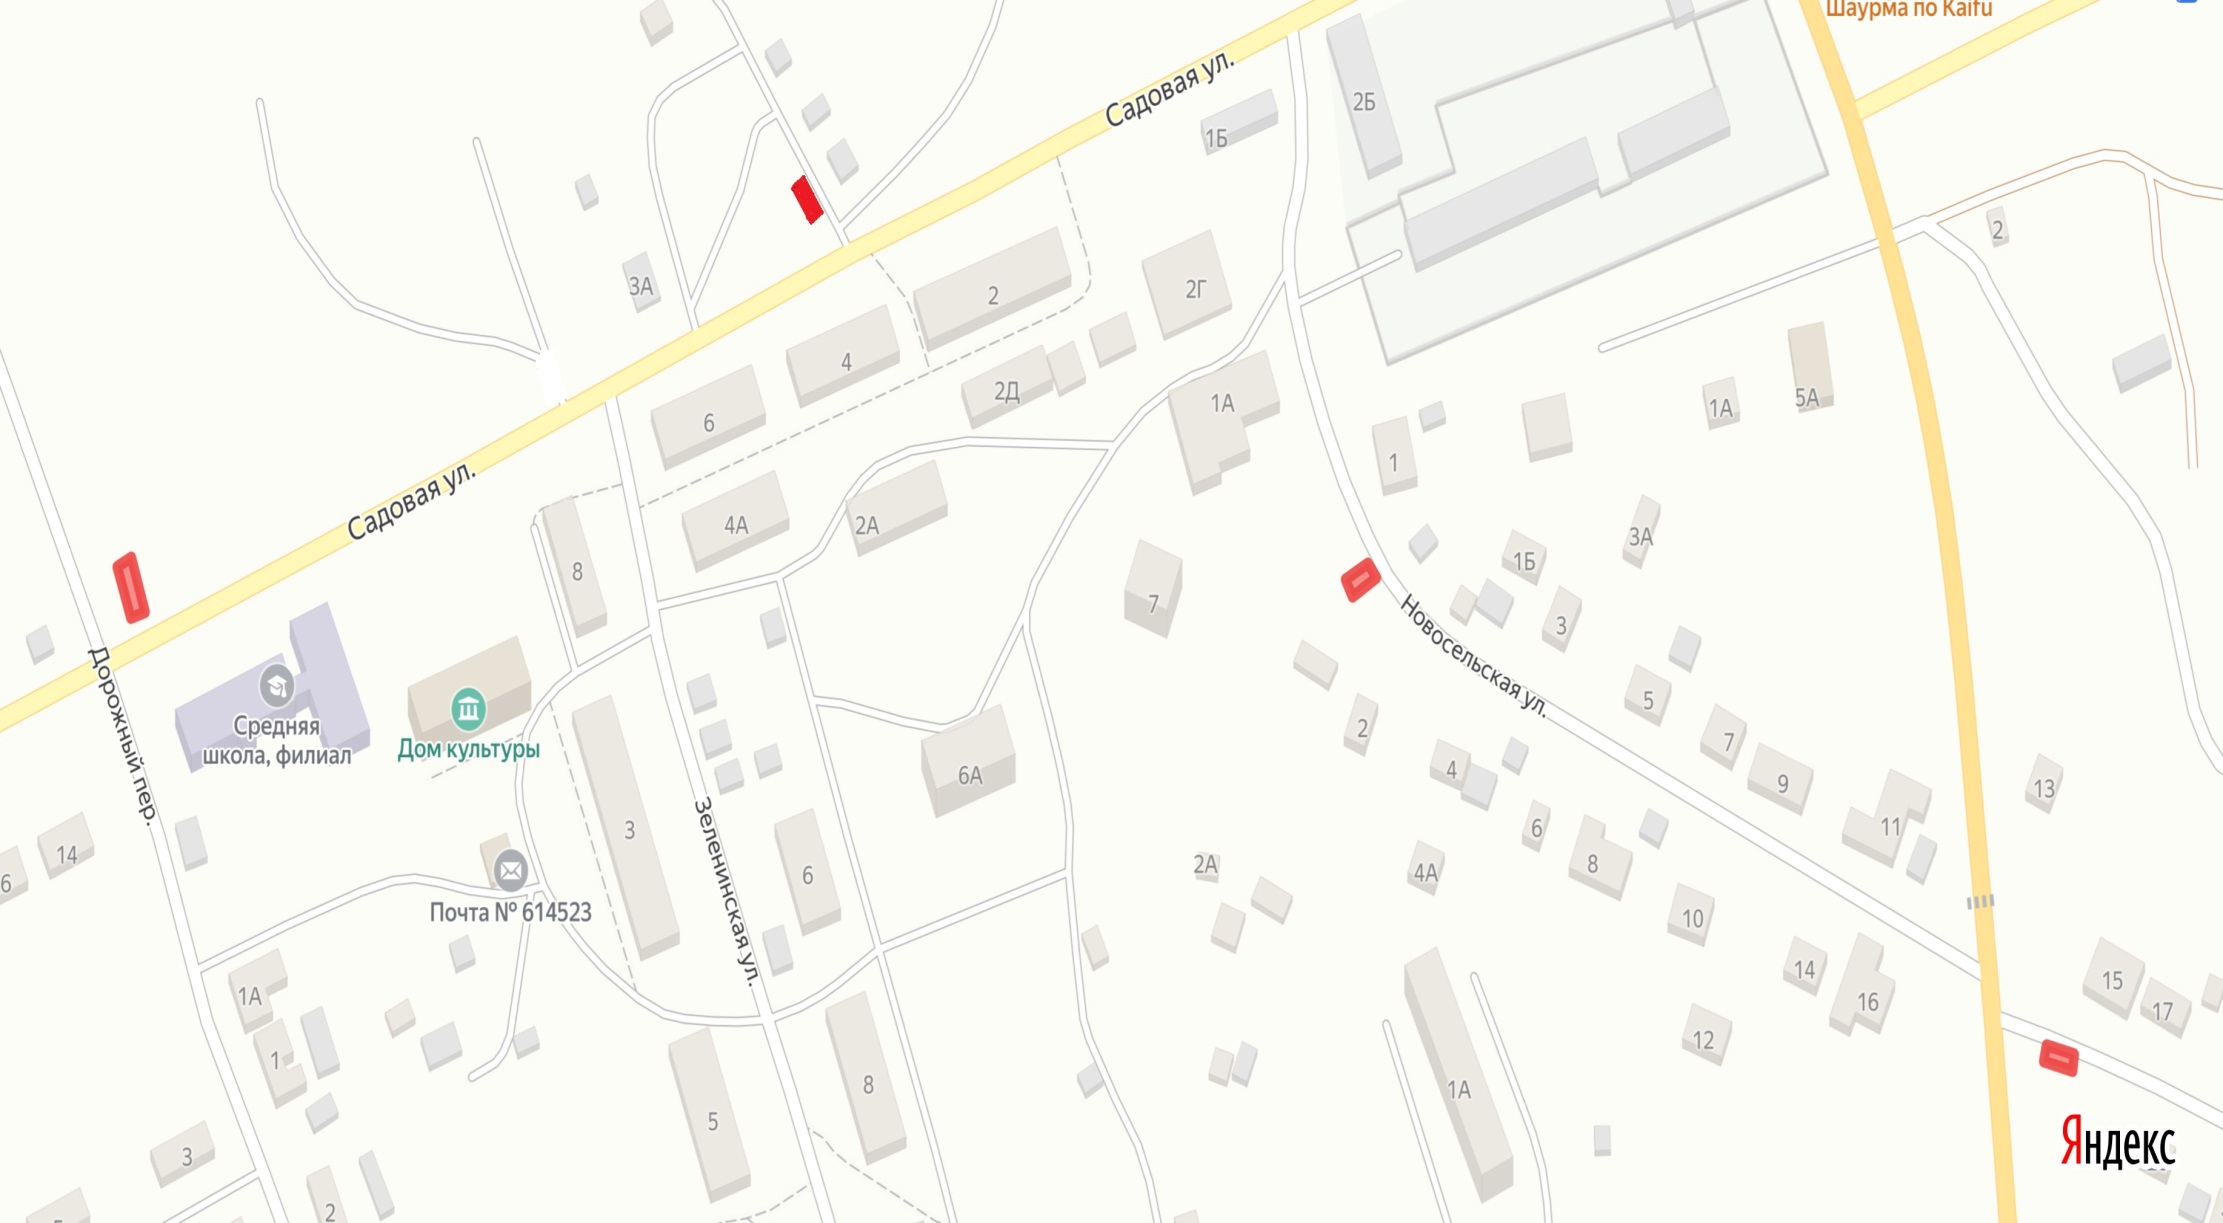 Шаурма по Kaifu
Садовая ул.
2Б
1Б
2
3А
2
2Г
4
2Д
1А
6
1А
5А
1
Садовая ул.
4А
2А
3А
8
1Б
7
3
Новосельская ул.
Дорожный пер.
Средняя
школа, филиал
Дом культуры
5
2
7
4
9
13
6А
3
Зеленинская ул.
6
11
14
6
2А
4А
6
8
Почта № 614523
10
1А
14
15
16
17
12
1
1А
8
5
3
2
Яндекс